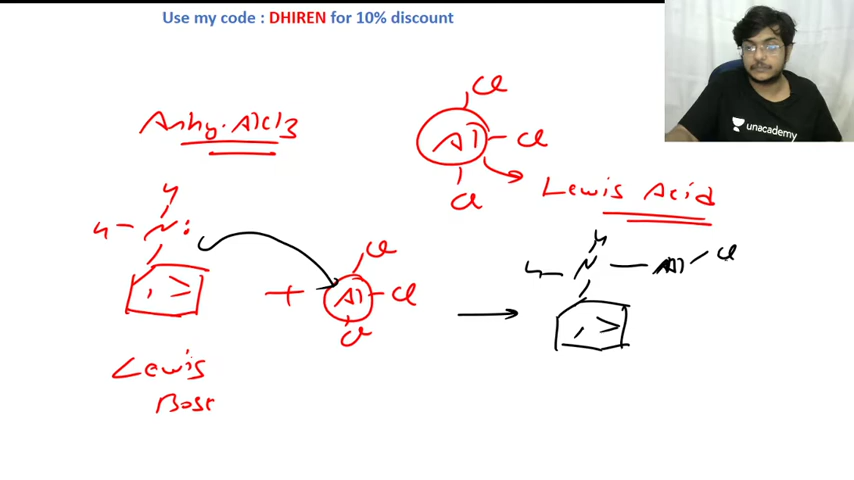 Use my code : DHIREN for 10% discount
unacademy
Anhy. AlCl3
Cl
Al - Cl
Cl
Lewis Acid
H
H - N :
+
Cl
Al - Cl
Cl
H
H - N - Al - Cl
Lewis
Base